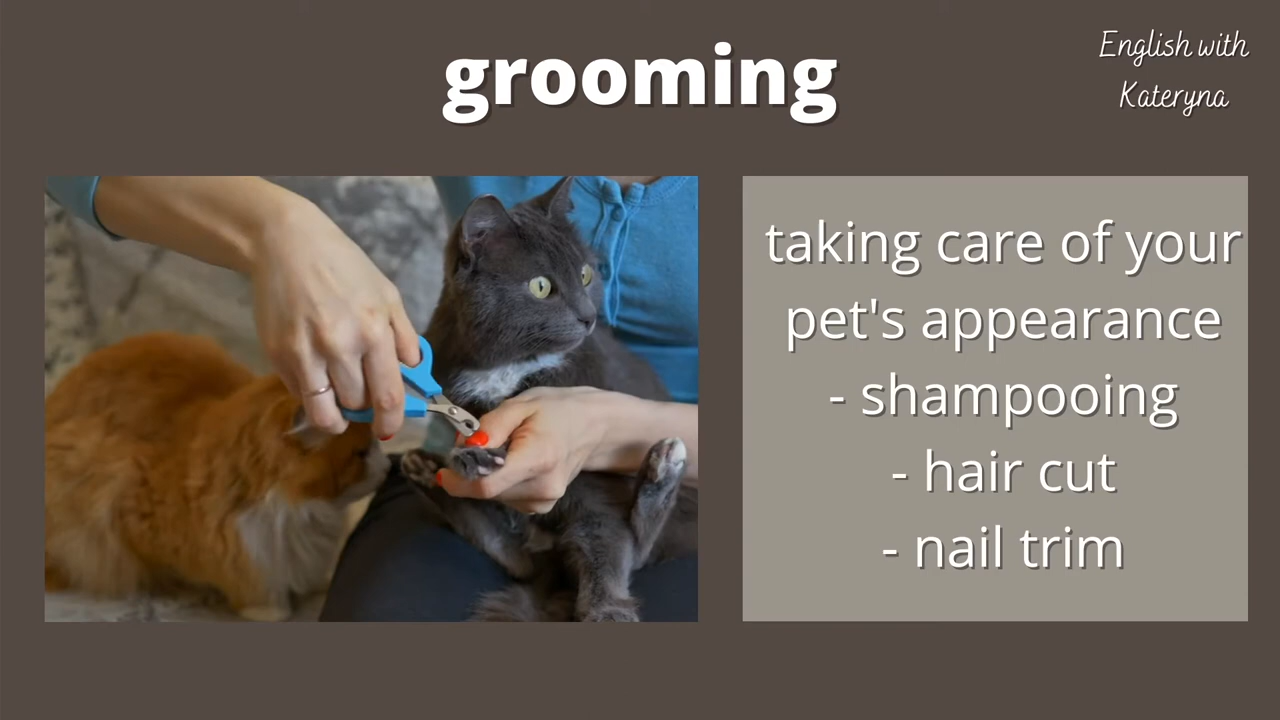 grooming
English with
Kateryna
taking care of your
pet's appearance
- shampooing
- hair cut
- nail trim